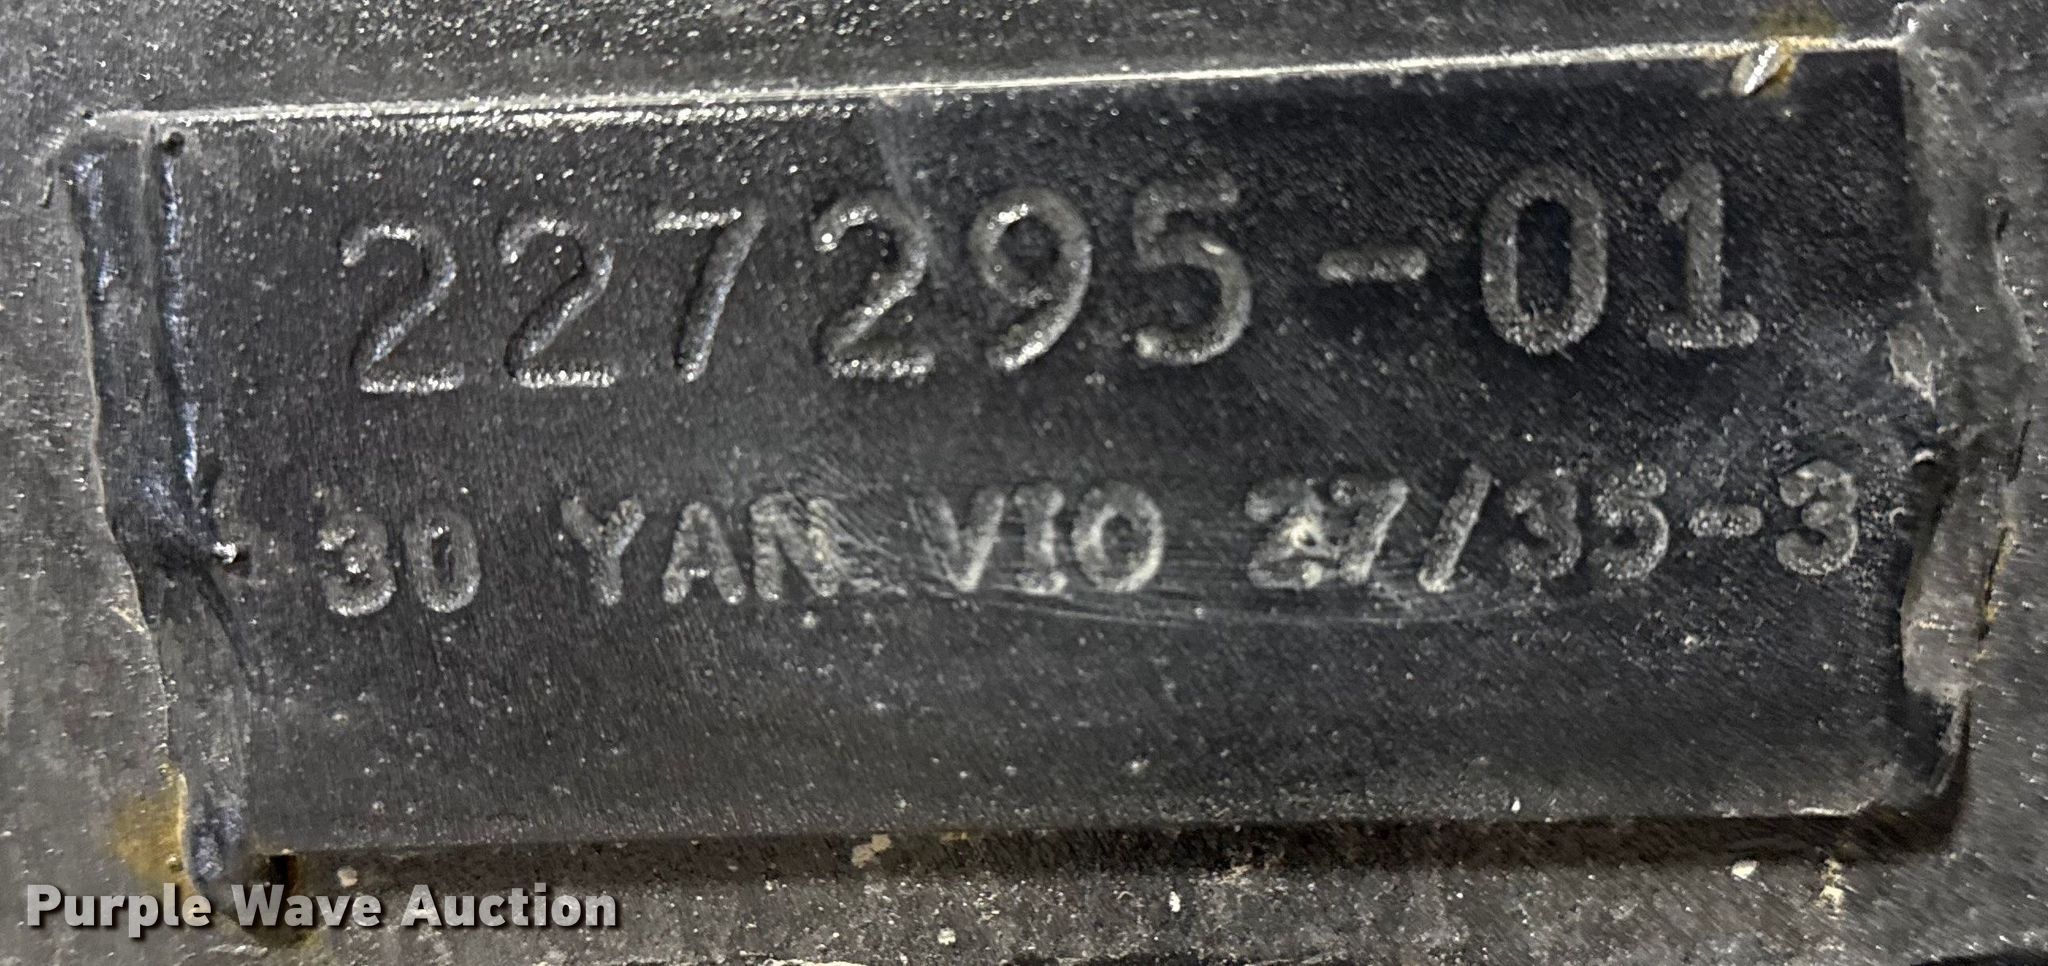 227295-01
30 YAN VIO 27/35-3
Purple Wave Auction